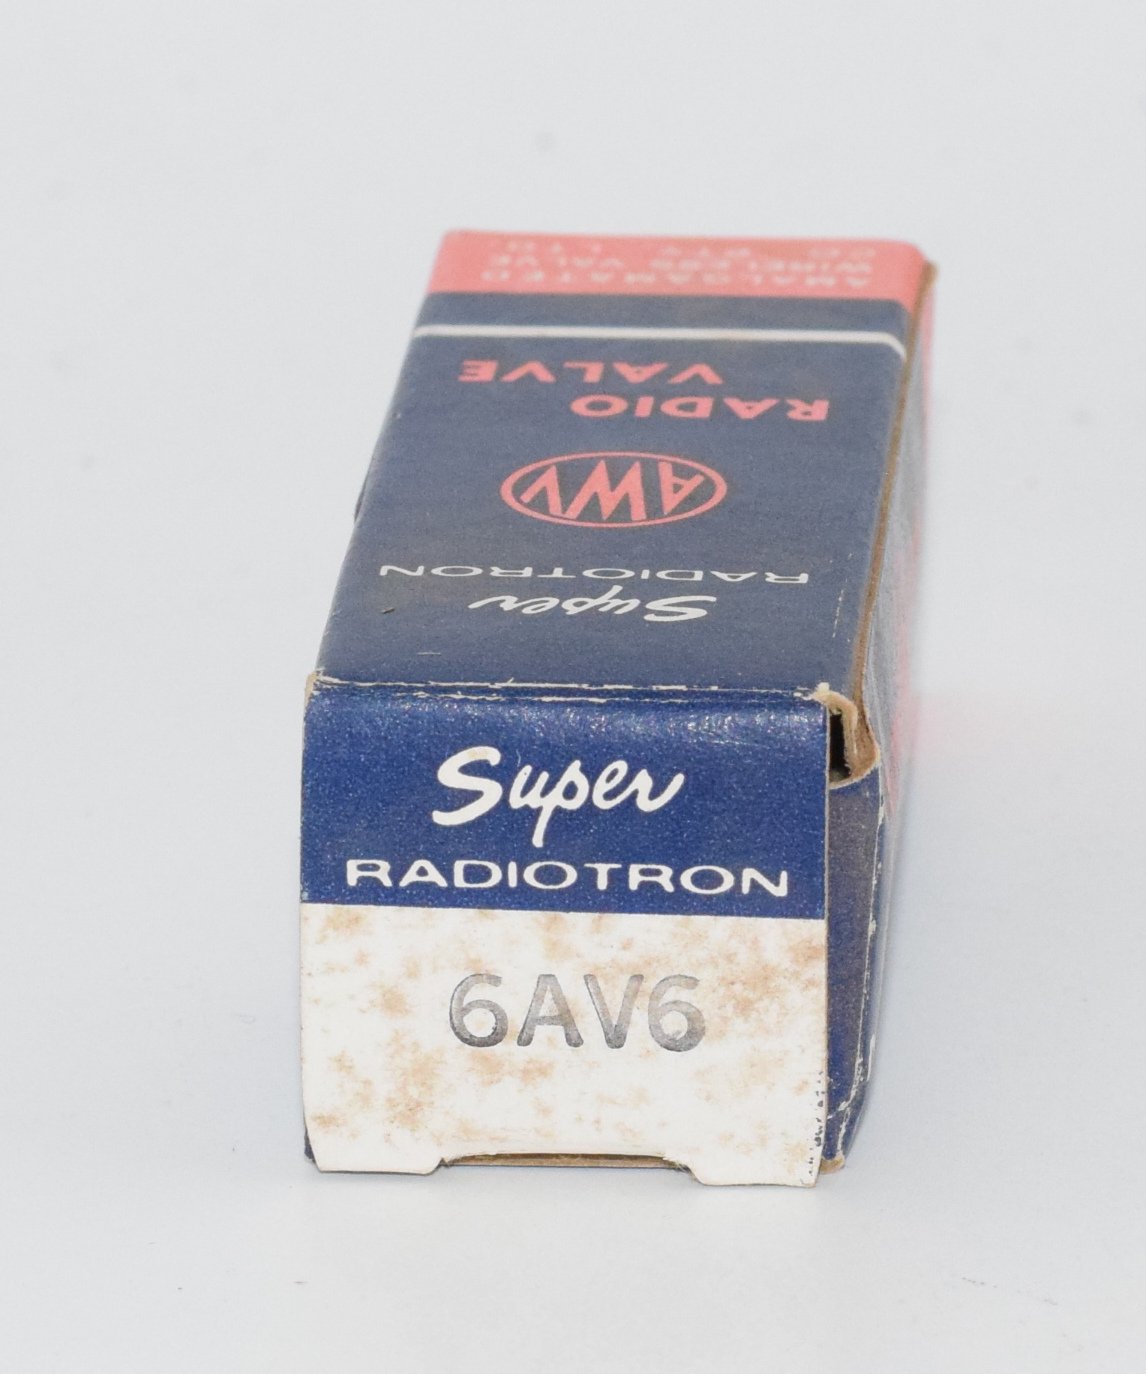 Super
RADIOTRON
6AV6
Super
RADIOTRON
AWV
RADIO
VALVE
AMALGAMATED
WIRELESS VALVE
CO PTY LTD